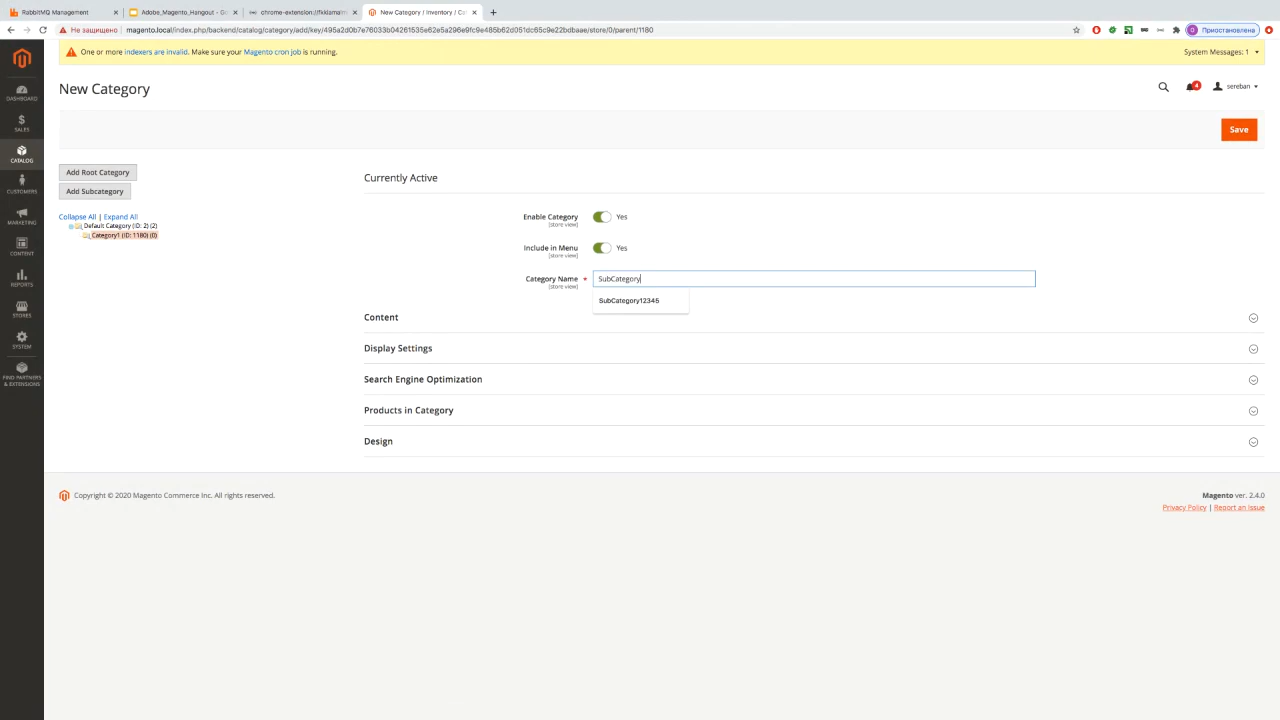 RabbitMQ Management
Adobe_Magento_Hangout - Go
chrome-extension://fkklamain
New Category / Inventory / Cat
Не защищено
magento.local/index.php/backend/catalog/category/add/key/495a2d0b7e76033b04261535e62e5a296e9fc9e485b62d051dc65c9e22bdbaae/store/0/parent/1180
Приостановлена
One or more indexers are invalid. Make sure your Magento cron job is running.
System Messages: 1
New Category
4
sereban
Save
DASHBOARD
SALES
CATALOG
CUSTOMERS
MARKETING
CONTENT
REPORTS
STORES
SYSTEM
FIND PARTNERS
& EXTENSIONS
Add Root Category
Add Subcategory
Collapse All | Expand All
Default Category (ID: 2) (2)
Category1 (ID: 1180) (0)
Currently Active
Enable Category
[store view]
Yes
Include in Menu
[store view]
Yes
Category Name *
[store view]
SubCategory
SubCategory12345
Content
Display Settings
Search Engine Optimization
Products in Category
Design
Copyright © 2020 Magento Commerce Inc. All rights reserved.
Magento ver. 2.4.0
Privacy Policy | Report an Issue